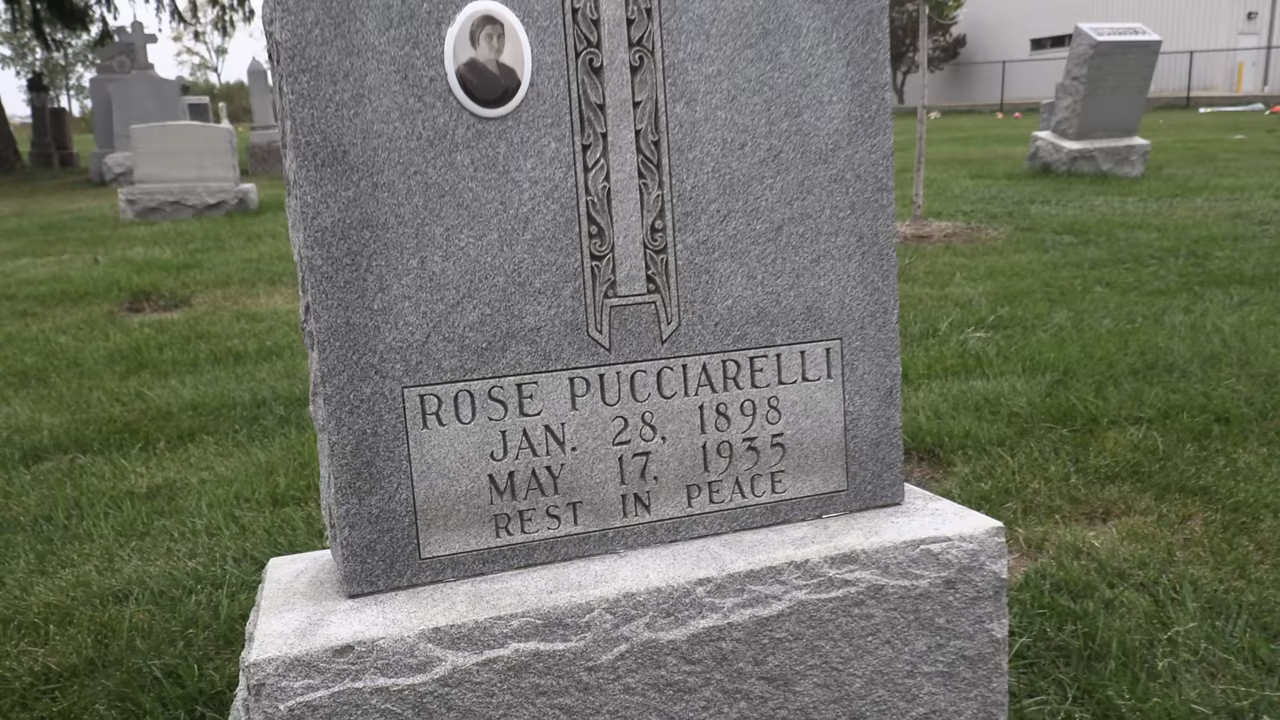 ROSE PUCCIARELLI
JAN. 28, 1898
MAY 17, 1935
REST IN PEACE